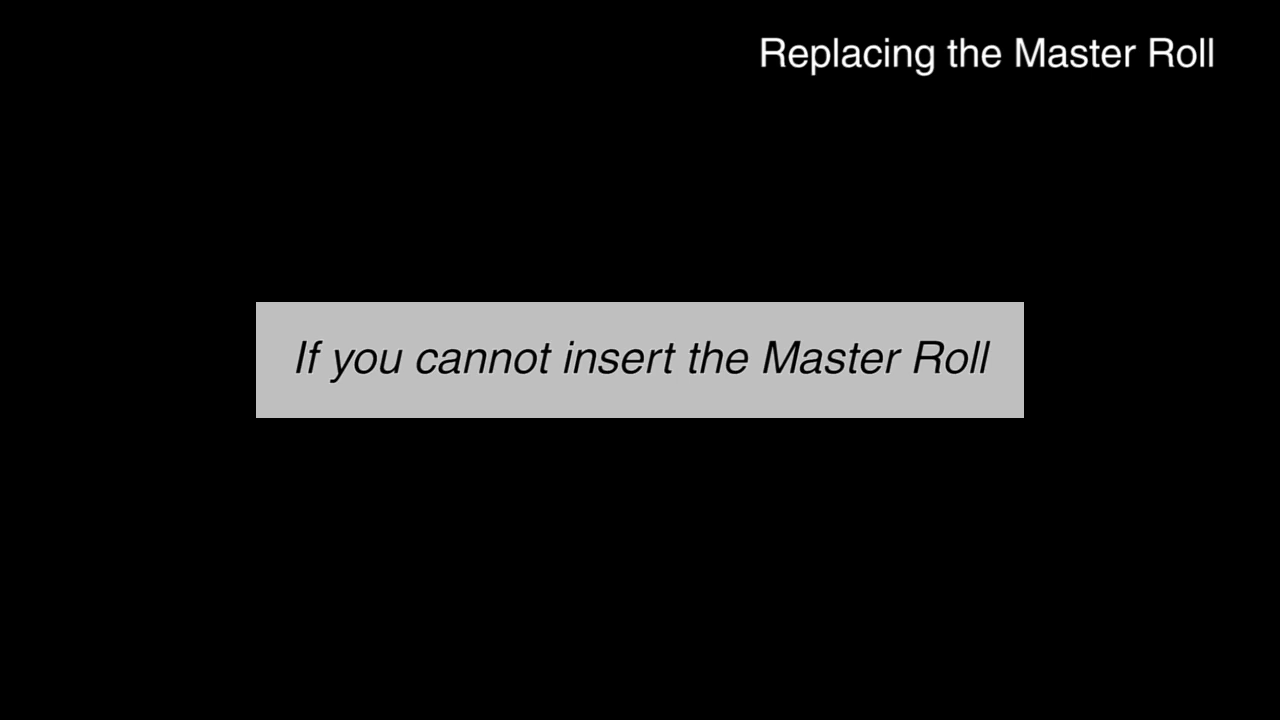 Replacing the Master Roll
If you cannot insert the Master Roll